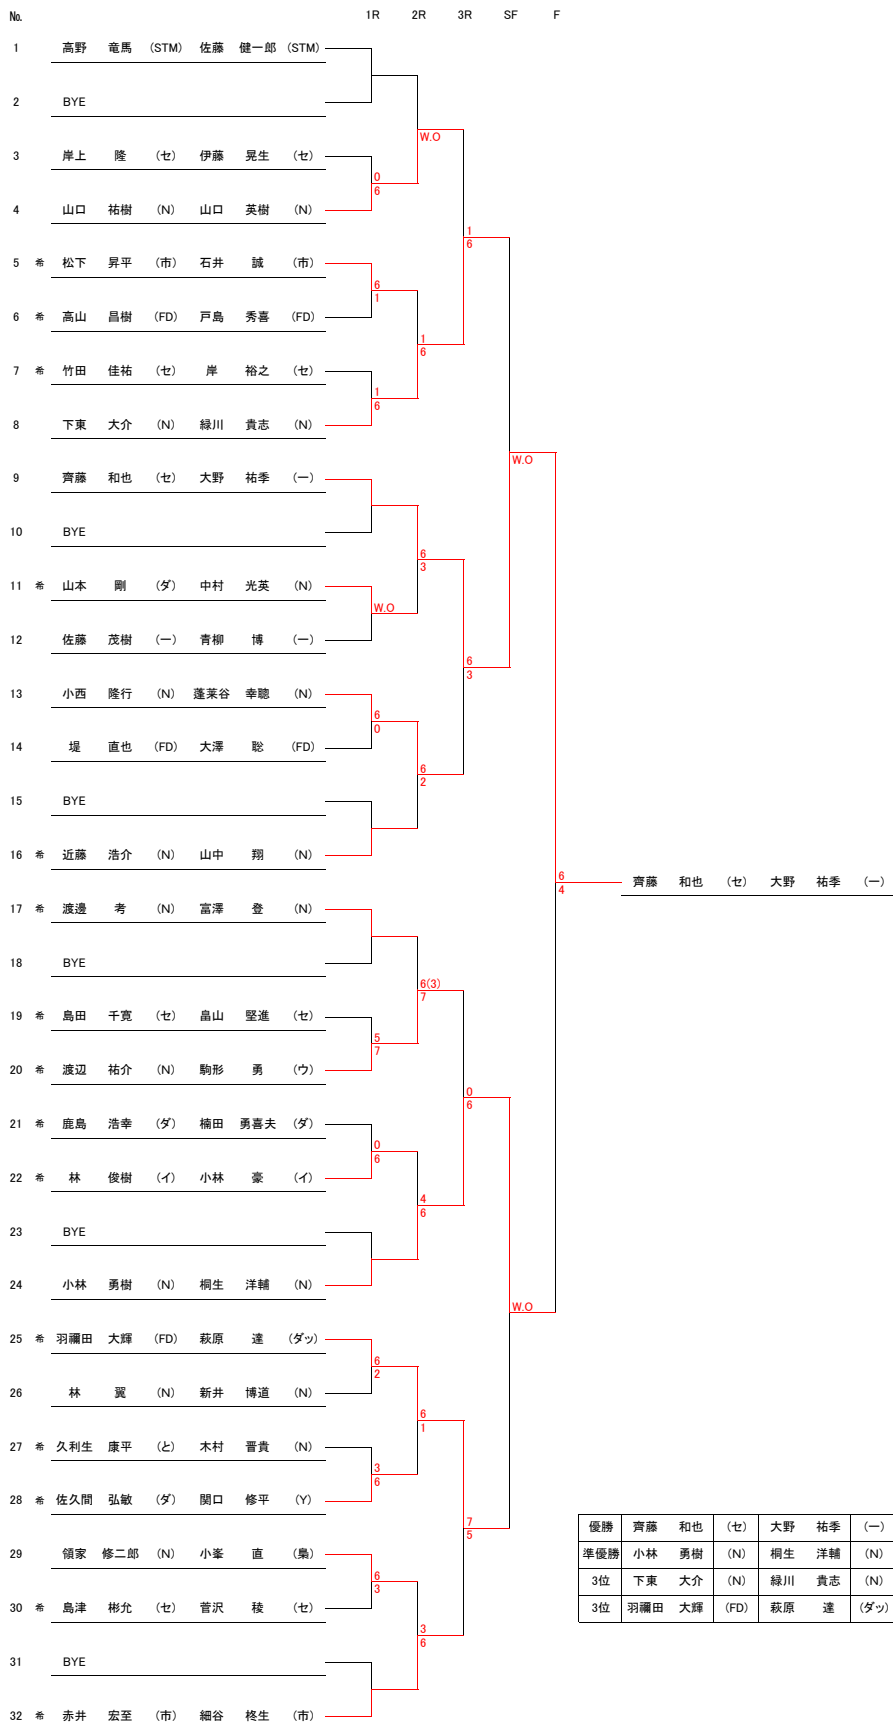 No. 1R 2R 3R SF F
1 高野 竜馬 (STM) 佐藤 健一郎 (STM)
2 BYE
W.O
3 岸上 隆 (セ) 伊藤 晃生 (セ)
0
6
4 山口 祐樹 (N) 山口 英樹 (N)
1
6
5 希 松下 昇平 (市) 石井 誠 (市)
6
1
6 希 高山 昌樹 (FD) 戸島 秀喜 (FD)
1
6
7 希 竹田 佳祐 (セ) 岸 裕之 (セ)
1
6
8 下東 大介 (N) 緑川 貴志 (N)
W.O
9 齊藤 和也 (セ) 大野 祐季 (一)
10 BYE
6
3
11 希 山本 剛 (ダ) 中村 光英 (N)
W.O
12 佐藤 茂樹 (一) 青柳 博 (一)
6
3
13 小西 隆行 (N) 蓬莱谷 幸聰 (N)
6
0
14 堤 直也 (FD) 大澤 聡 (FD)
6
2
15 BYE
16 希 近藤 浩介 (N) 山中 翔 (N)
6
4
齊藤 和也 (セ) 大野 祐季 (一)
17 希 渡邊 考 (N) 富澤 登 (N)
18 BYE
6(3)
7
19 希 島田 千寛 (セ) 畠山 堅進 (セ)
5
7
20 希 渡辺 祐介 (N) 駒形 勇 (ウ)
0
6
21 希 鹿島 浩幸 (ダ) 楠田 勇喜夫 (ダ)
0
6
22 希 林 俊樹 (イ) 小林 豪 (イ)
4
6
23 BYE
24 小林 勇樹 (N) 桐生 洋輔 (N)
W.O
25 希 羽禰田 大輝 (FD) 萩原 達 (ダッ)
6
2
26 林 翼 (N) 新井 博道 (N)
6
1
27 希 久利生 康平 (と) 木村 晋貴 (N)
3
6
28 希 佐久間 弘敏 (ダ) 関口 修平 (Y)
7
5
29 領家 修二郎 (N) 小峯 直 (梟)
6
3
30 希 島津 彬允 (セ) 菅沢 稜 (セ)
3
6
31 BYE
32 希 赤井 宏至 (市) 細谷 柊生 (市)
優勝 齊藤 和也 (セ) 大野 祐季 (一)
準優勝 小林 勇樹 (N) 桐生 洋輔 (N)
3位 下東 大介 (N) 緑川 貴志 (N)
3位 羽禰田 大輝 (FD) 萩原 達 (ダッ)